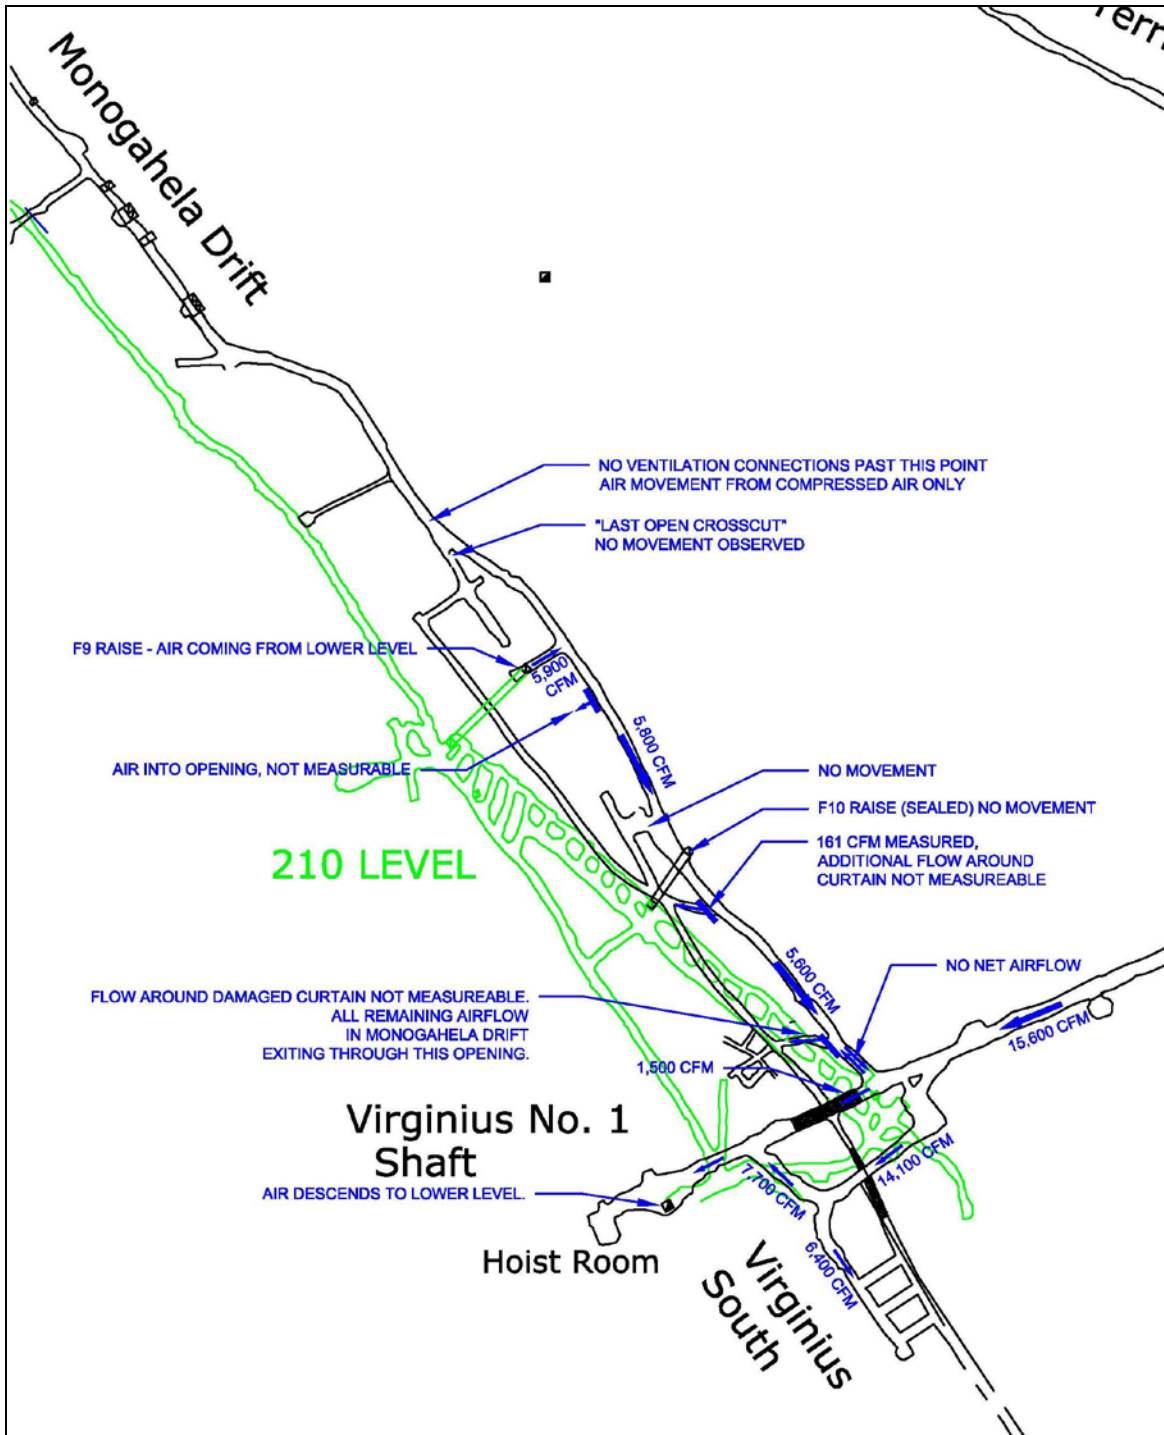 Terr
Monogahela Drift
NO VENTILATION CONNECTIONS PAST THIS POINT
AIR MOVEMENT FROM COMPRESSED AIR ONLY
"LAST OPEN CROSSCUT"
NO MOVEMENT OBSERVED
F9 RAISE - AIR COMING FROM LOWER LEVEL
5,900
CFM
5,800 CFM
AIR INTO OPENING, NOT MEASURABLE
NO MOVEMENT
F10 RAISE (SEALED) NO MOVEMENT
161 CFM MEASURED,
ADDITIONAL FLOW AROUND
CURTAIN NOT MEASUREABLE
210 LEVEL
5,600 CFM
NO NET AIRFLOW
FLOW AROUND DAMAGED CURTAIN NOT MEASUREABLE.
ALL REMAINING AIRFLOW
IN MONOGAHELA DRIFT
EXITING THROUGH THIS OPENING.
15,600 CFM
1,500 CFM
Virginius No. 1
Shaft
14,100 CFM
7,700 CFM
AIR DESCENDS TO LOWER LEVEL.
Hoist Room
6,400 CFM
Virginius
South